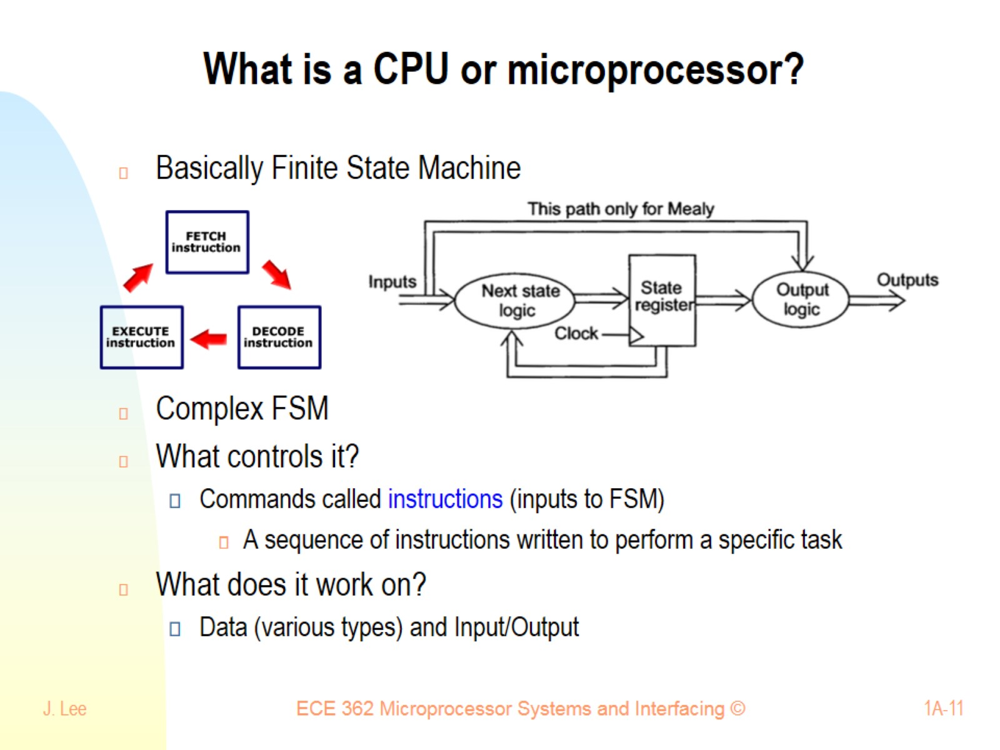 What is a CPU or microprocessor?
Basically Finite State Machine
FETCH
instruction
EXECUTE
instruction
DECODE
instruction
This path only for Mealy
Inputs
Next state
logic
State
register
Clock
Output
logic
Outputs
Complex FSM
What controls it?
Commands called instructions (inputs to FSM)
A sequence of instructions written to perform a specific task
What does it work on?
Data (various types) and Input/Output
J. Lee
ECE 362 Microprocessor Systems and Interfacing ©
1A-11